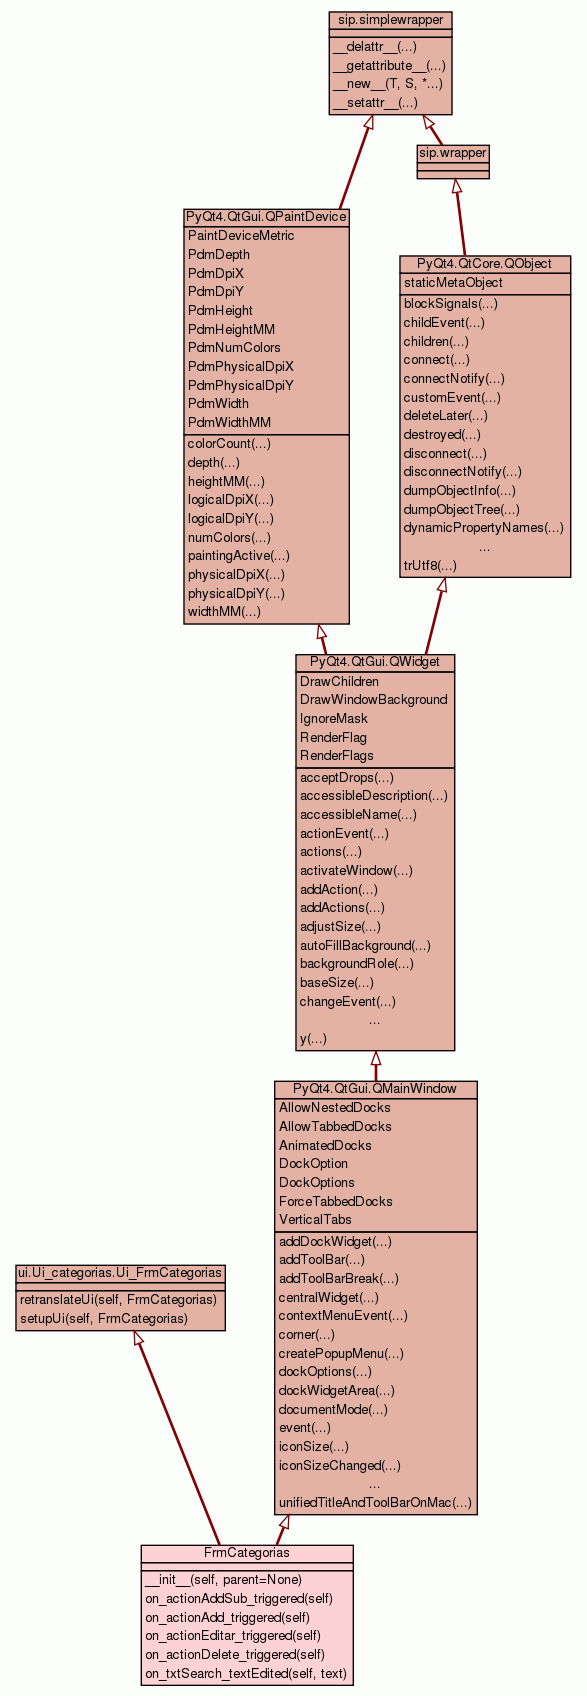 sip.simplewrapper
__delattr__(...)
__getattribute__(...)
__new__(T, S, *...)
__setattr__(...)
sip.wrapper
PyQt4.QtGui.QPaintDevice
PaintDeviceMetric
PdmDepth
PdmDpiX
PdmDpiY
PdmHeight
PdmHeightMM
PdmNumColors
PdmPhysicalDpiX
PdmPhysicalDpiY
PdmWidth
PdmWidthMM
colorCount(...)
depth(...)
heightMM(...)
logicalDpiX(...)
logicalDpiY(...)
numColors(...)
paintingActive(...)
physicalDpiX(...)
physicalDpiY(...)
widthMM(...)
PyQt4.QtCore.QObject
staticMetaObject
blockSignals(...)
childEvent(...)
children(...)
connect(...)
connectNotify(...)
customEvent(...)
deleteLater(...)
destroyed(...)
disconnect(...)
disconnectNotify(...)
dumpObjectInfo(...)
dumpObjectTree(...)
dynamicPropertyNames(...)
...
trUtf8(...)
PyQt4.QtGui.QWidget
DrawChildren
DrawWindowBackground
IgnoreMask
RenderFlag
RenderFlags
acceptDrops(...)
accessibleDescription(...)
accessibleName(...)
actionEvent(...)
actions(...)
activateWindow(...)
addAction(...)
addActions(...)
adjustSize(...)
autoFillBackground(...)
backgroundRole(...)
baseSize(...)
changeEvent(...)
...
y(...)
PyQt4.QtGui.QMainWindow
AllowNestedDocks
AllowTabbedDocks
AnimatedDocks
DockOption
DockOptions
ForceTabbedDocks
VerticalTabs
addDockWidget(...)
addToolBar(...)
addToolBarBreak(...)
centralWidget(...)
contextMenuEvent(...)
corner(...)
createPopupMenu(...)
dockOptions(...)
dockWidgetArea(...)
documentMode(...)
event(...)
iconSize(...)
iconSizeChanged(...)
...
unifiedTitleAndToolBarOnMac(...)
ui.Ui_categorias.Ui_FrmCategorias
retranslateUi(self, FrmCategorias)
setupUi(self, FrmCategorias)
FrmCategorias
__init__(self, parent=None)
on_actionAddSub_triggered(self)
on_actionAdd_triggered(self)
on_actionEditar_triggered(self)
on_actionDelete_triggered(self)
on_txtSearch_textEdited(self, text)